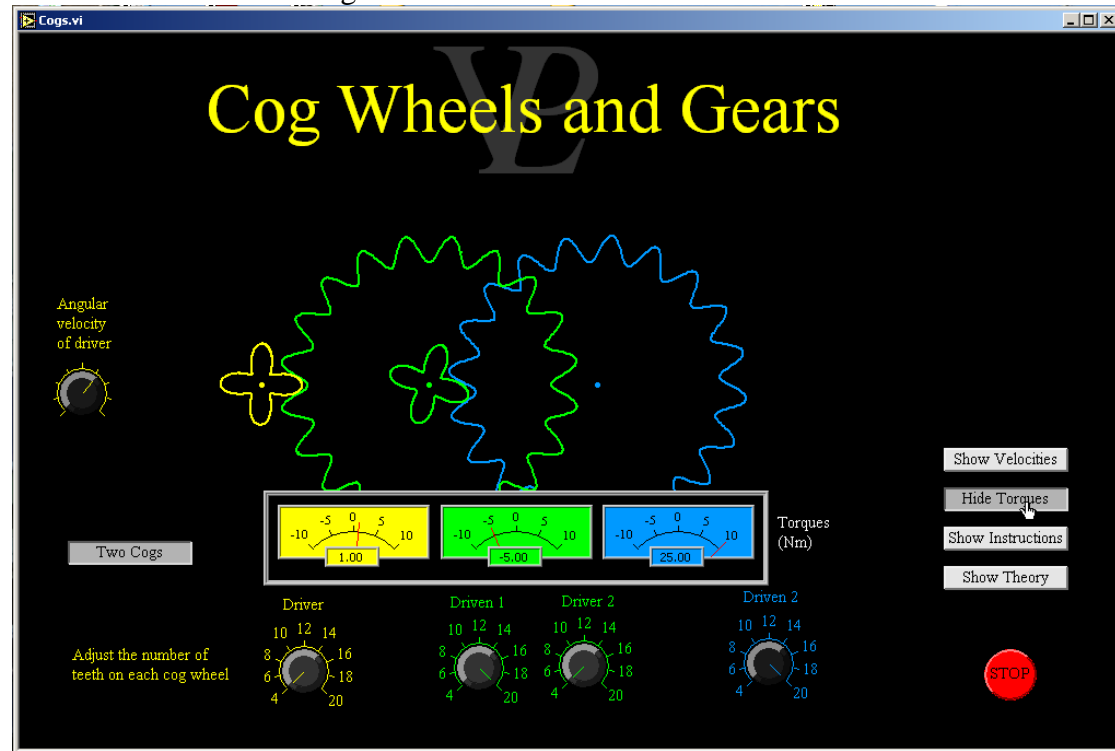 Cogs.vi
VPL
Cog Wheels and Gears
Angular
velocity
of driver
Show Velocities
Hide Torques
Show Instructions
Show Theory
Two Cogs
-10 -5 0 5 10
1.00
-10 -5 0 5 10
-5.00
-10 -5 0 5 10
25.00
Torques
(Nm)
Driver
4 6 8 10 12 14 16 18 20
Driven 1
4 6 8 10 12 14 16 18 20
Driver 2
4 6 8 10 12 14 16 18 20
Driven 2
4 6 8 10 12 14 16 18 20
Adjust the number of
teeth on each cog wheel
STOP